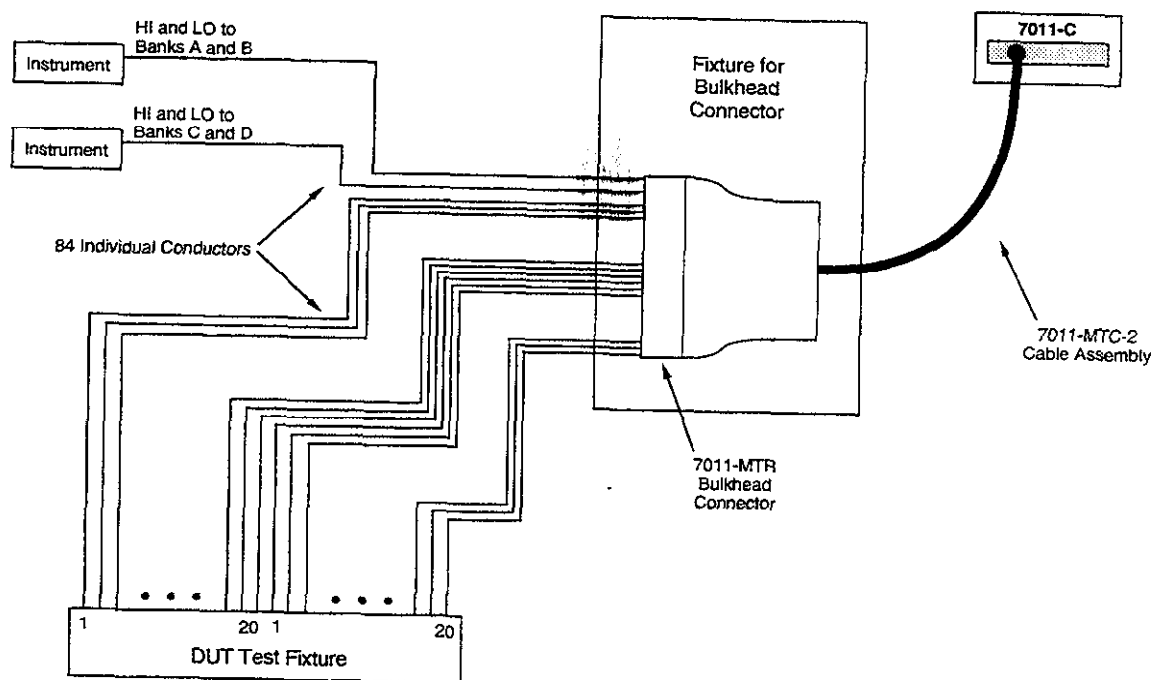 HI and LO to
Banks A and B
Instrument
HI and LO to
Banks C and D
Instrument
84 Individual Conductors
Fixture for
Bulkhead
Connector
7011-C
7011-MTC-2
Cable Assembly
7011-MTR
Bulkhead
Connector
1
20 1
20
DUT Test Fixture